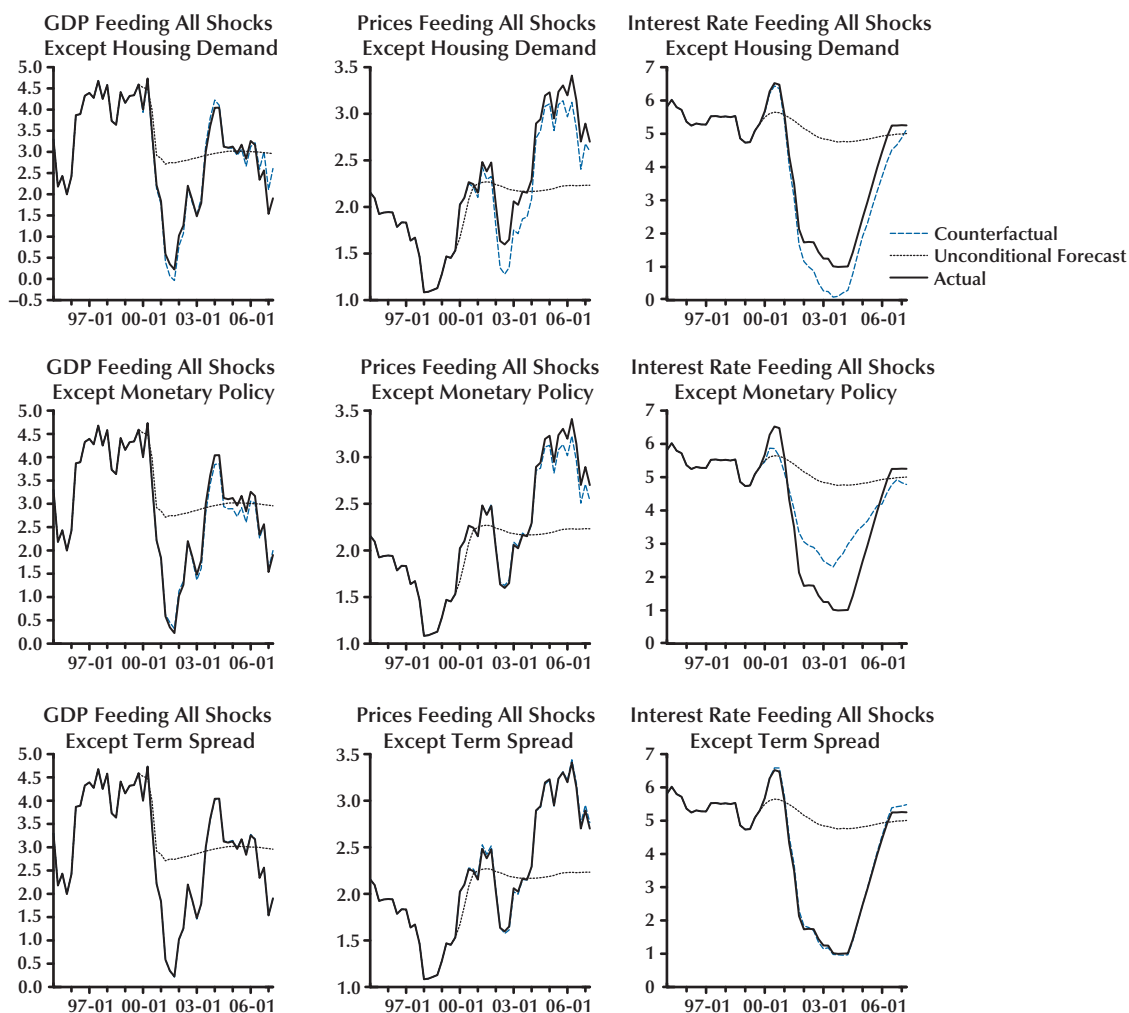 GDP Feeding All Shocks
Except Housing Demand
5.0
4.5
4.0
3.5
3.0
2.5
2.0
1.5
1.0
0.5
0.0
–0.5
97-01 00-01 03-01 06-01
Prices Feeding All Shocks
Except Housing Demand
3.5
3.0
2.5
2.0
1.5
1.0
97-01 00-01 03-01 06-01
Interest Rate Feeding All Shocks
Except Housing Demand
7
6
5
4
3
2
1
0
97-01 00-01 03-01 06-01
Counterfactual
Unconditional Forecast
Actual
GDP Feeding All Shocks
Except Monetary Policy
5.0
4.5
4.0
3.5
3.0
2.5
2.0
1.5
1.0
0.5
0.0
97-01 00-01 03-01 06-01
Prices Feeding All Shocks
Except Monetary Policy
3.5
3.0
2.5
2.0
1.5
1.0
97-01 00-01 03-01 06-01
Interest Rate Feeding All Shocks
Except Monetary Policy
7
6
5
4
3
2
1
0
97-01 00-01 03-01 06-01
GDP Feeding All Shocks
Except Term Spread
5.0
4.5
4.0
3.5
3.0
2.5
2.0
1.5
1.0
0.5
0.0
97-01 00-01 03-01 06-01
Prices Feeding All Shocks
Except Term Spread
3.5
3.0
2.5
2.0
1.5
1.0
97-01 00-01 03-01 06-01
Interest Rate Feeding All Shocks
Except Term Spread
7
6
5
4
3
2
1
0
97-01 00-01 03-01 06-01